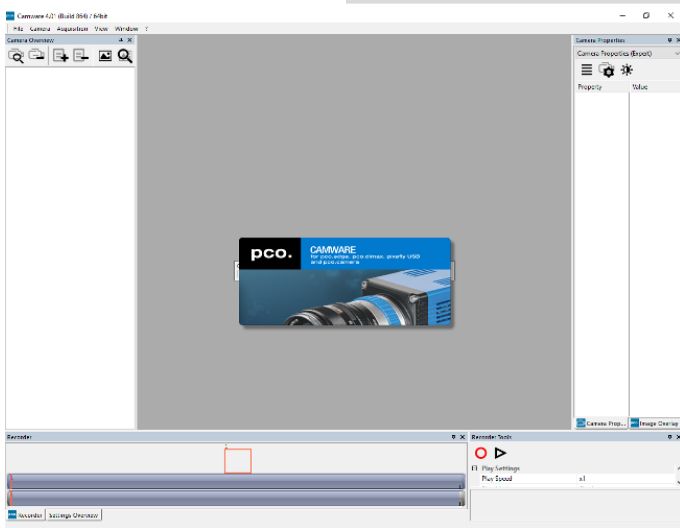 Camware 4.01 (Build 864) / 64bit
File Camera Acquisition View Window ?
Camera Overview
Camera Properties
Camera Properties (Expert)
Property Value
pco.
CAMWARE
for pco.edge, pco.dimax, pixelfly USB
and pco.camera
Camera Prop... Image Overlay
Recorder
Recorder Tools
Play Settings
Play Speed x1
Recorder Settings Overview